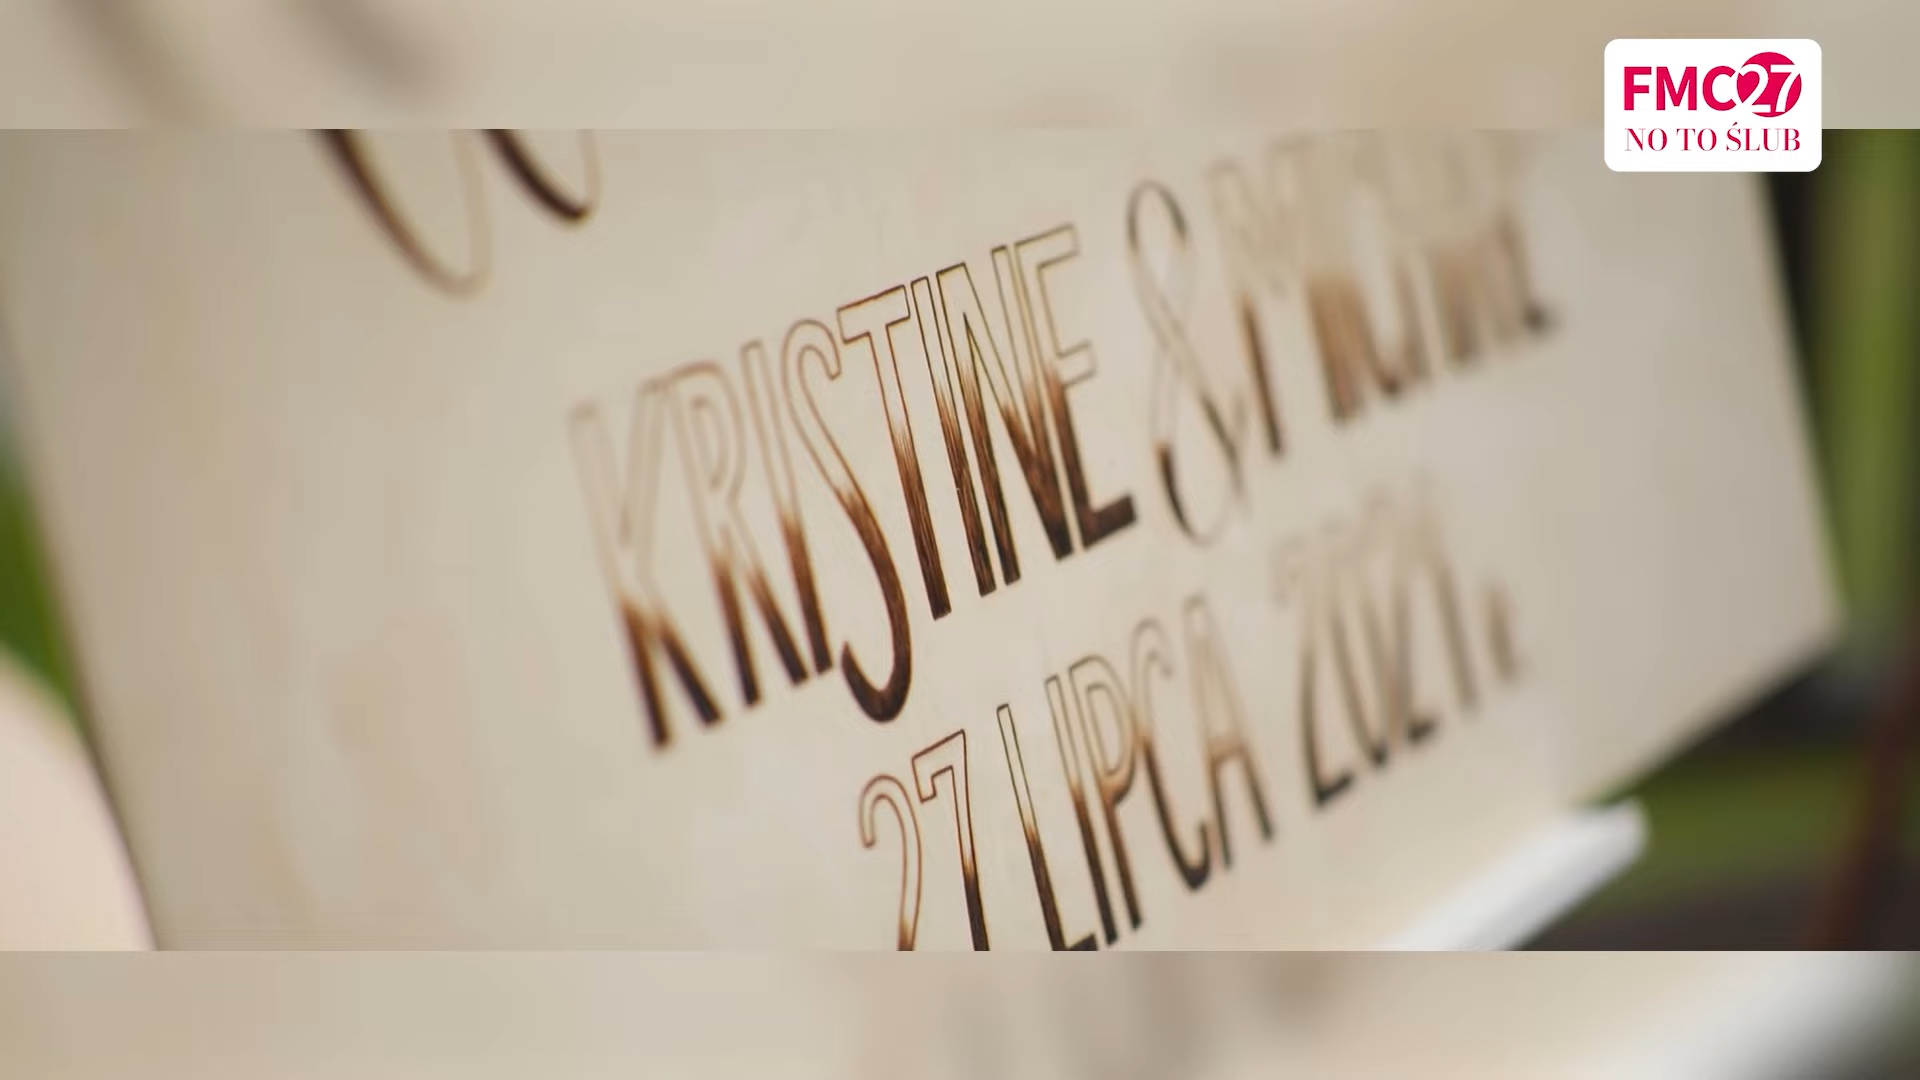 FMC27
NO TO ŚLUB
KRISTINE &
27 LIPCA 2021r.